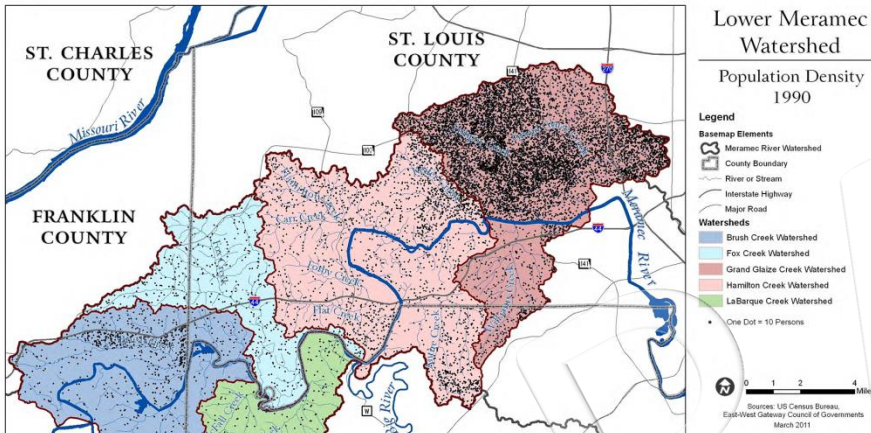 ST. CHARLES
COUNTY
ST. LOUIS
COUNTY
Missouri River
FRANKLIN
COUNTY
141
270
109
100
Carr Creek
Flat Creek
Meramec River
44
141
44
W
Lower Meramec
Watershed
Population Density
1990
Legend
Basemap Elements
Meramec River Watershed
County Boundary
River or Stream
Interstate Highway
Major Road
Watersheds
Brush Creek Watershed
Fox Creek Watershed
Grand Glaize Creek Watershed
Hamilton Creek Watershed
LaBarque Creek Watershed
One Dot = 10 Persons
0 1 2 4
Miles
Sources: US Census Bureau,
East-West Gateway Council of Governments
March 2011